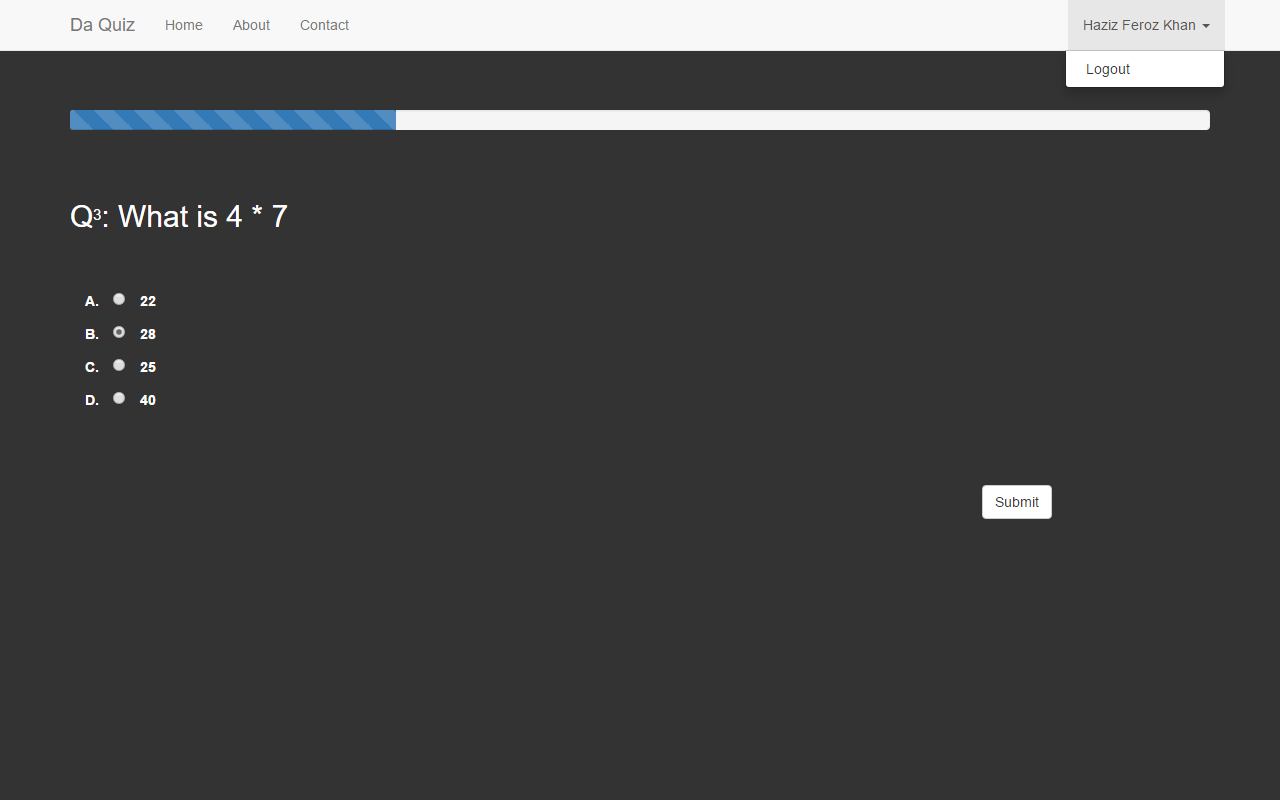 Da Quiz Home About Contact Haziz Feroz Khan
Logout
Q3: What is 4 * 7
A. 22
B. 28
C. 25
D. 40
Submit